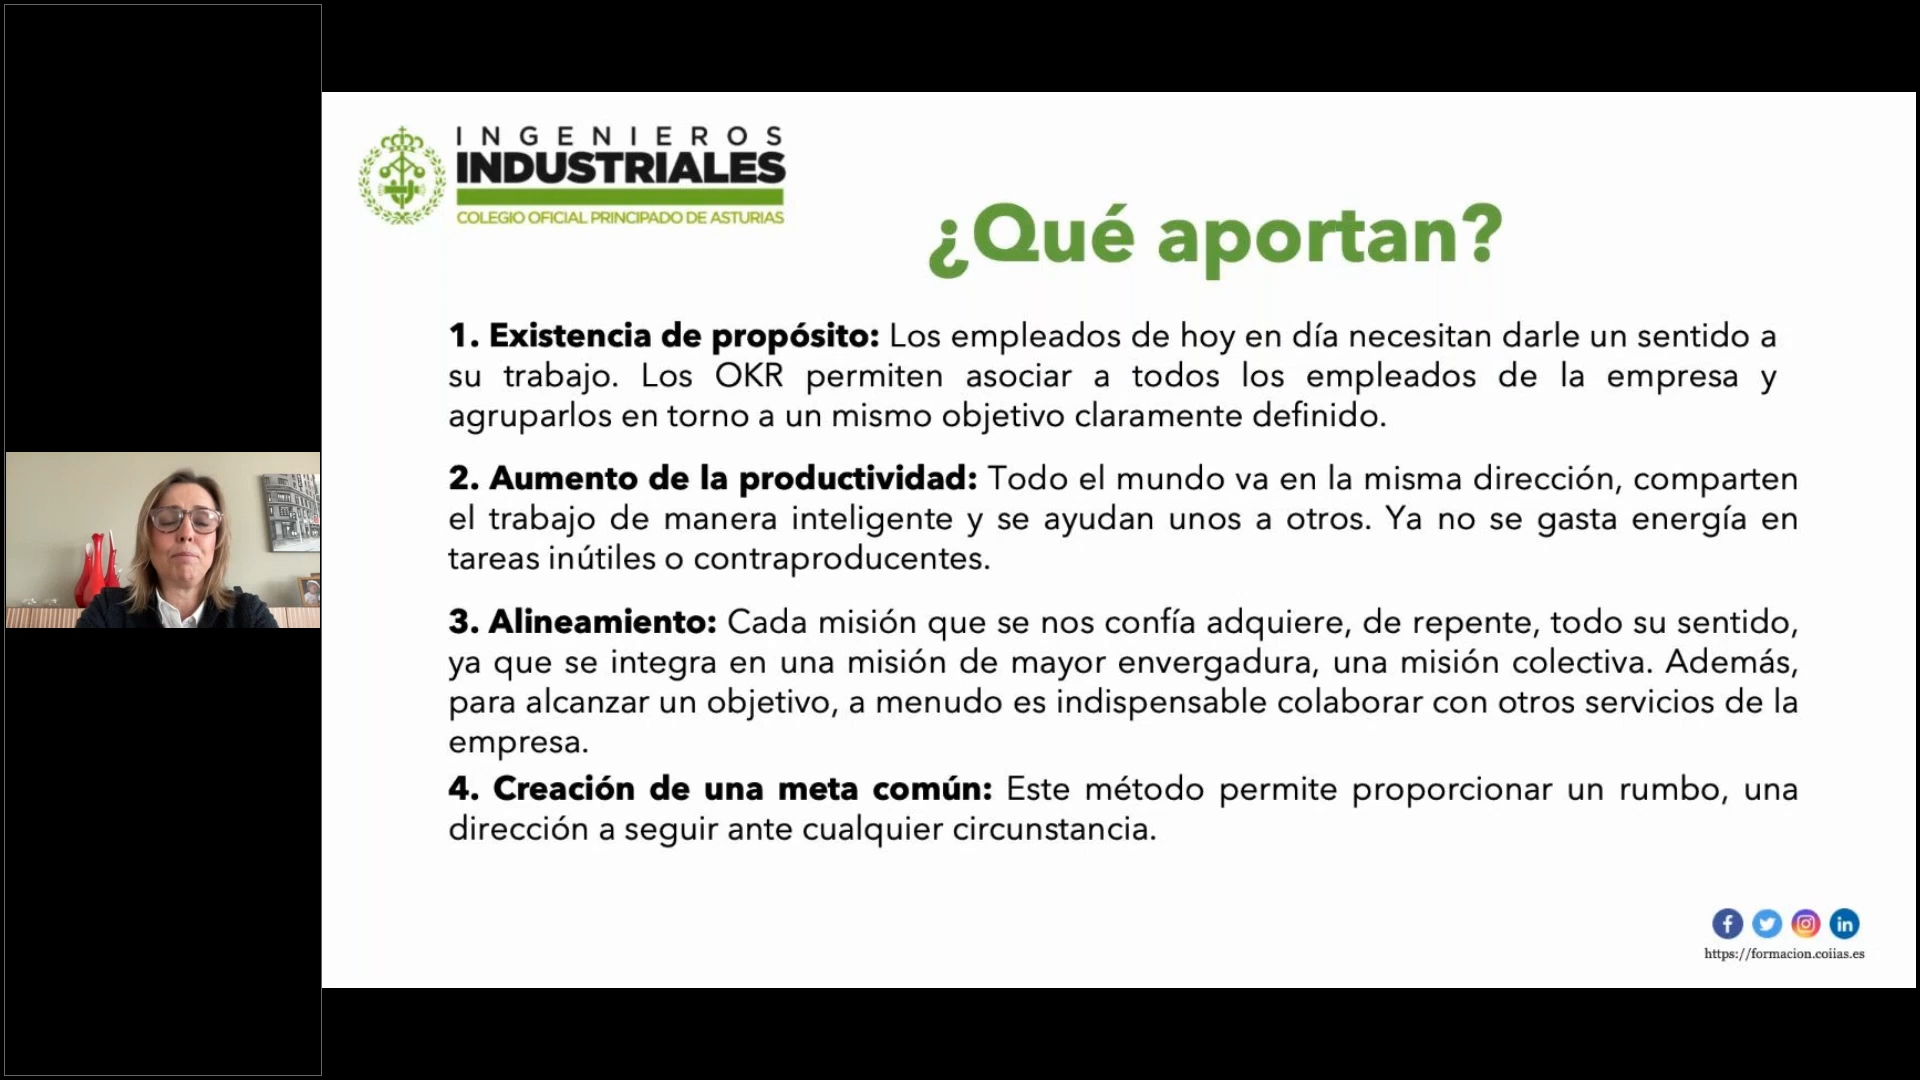 INGENIEROS
INDUSTRIALES
COLEGIO OFICIAL PRINCIPADO DE ASTURIAS
¿Qué aportan?
1. Existencia de propósito: Los empleados de hoy en día necesitan darle un sentido a
su trabajo. Los OKR permiten asociar a todos los empleados de la empresa y
agruparlos en torno a un mismo objetivo claramente definido.
2. Aumento de la productividad: Todo el mundo va en la misma dirección, comparten
el trabajo de manera inteligente y se ayudan unos a otros. Ya no se gasta energía en
tareas inútiles o contraproducentes.
3. Alineamiento: Cada misión que se nos confía adquiere, de repente, todo su sentido,
ya que se integra en una misión de mayor envergadura, una misión colectiva. Además,
para alcanzar un objetivo, a menudo es indispensable colaborar con otros servicios de la
empresa.
4. Creación de una meta común: Este método permite proporcionar un rumbo, una
dirección a seguir ante cualquier circunstancia.
https://formacion.coiias.es